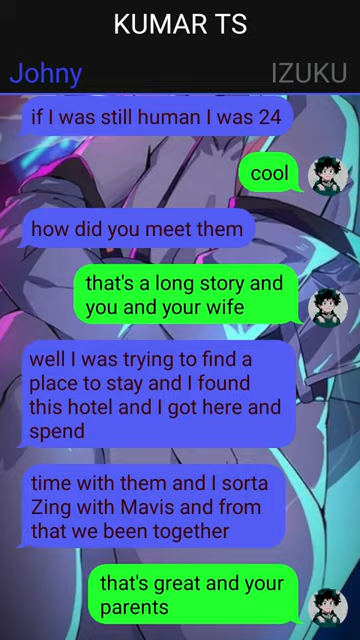 KUMAR TS
Johny
IZUKU
if I was still human I was 24
cool
how did you meet them
that's a long story and
you and your wife
well I was trying to find a
place to stay and I found
this hotel and I got here and
spend
time with them and I sorta
Zing with Mavis and from
that we been together
that's great and your
parents